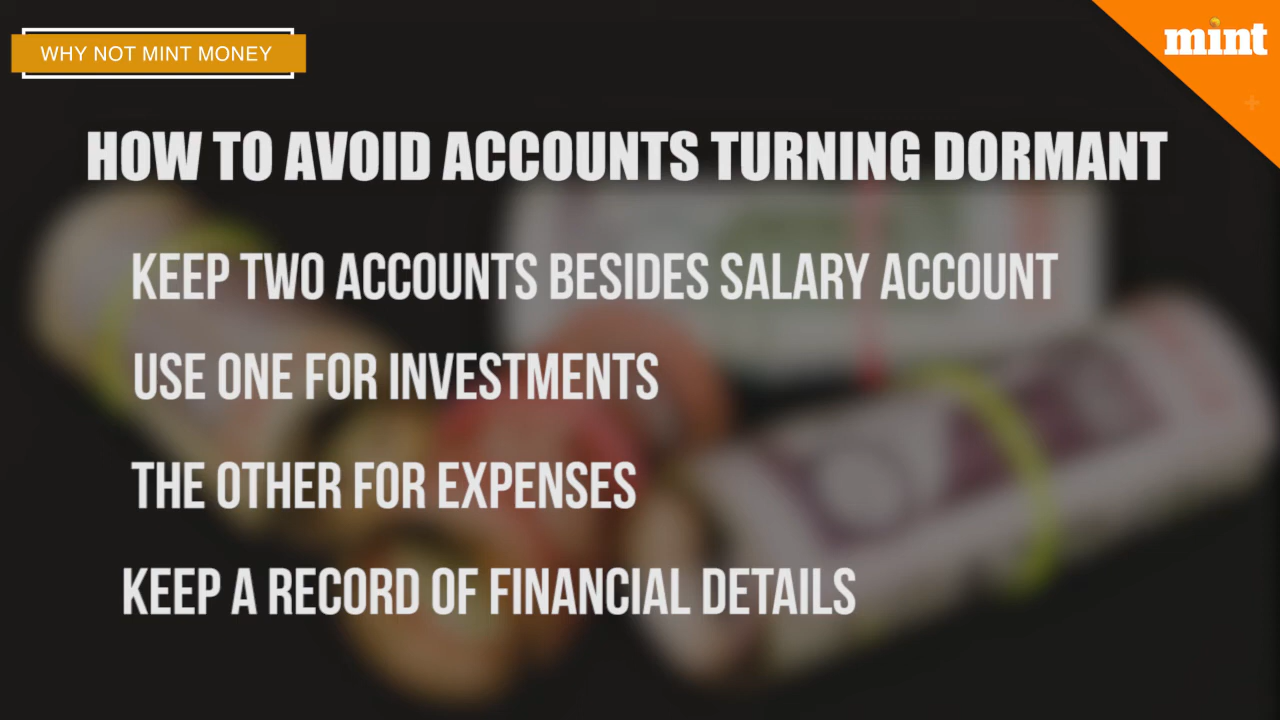 WHY NOT MINT MONEY
mint
HOW TO AVOID ACCOUNTS TURNING DORMANT
KEEP TWO ACCOUNTS BESIDES SALARY ACCOUNT
USE ONE FOR INVESTMENTS
THE OTHER FOR EXPENSES
KEEP A RECORD OF FINANCIAL DETAILS